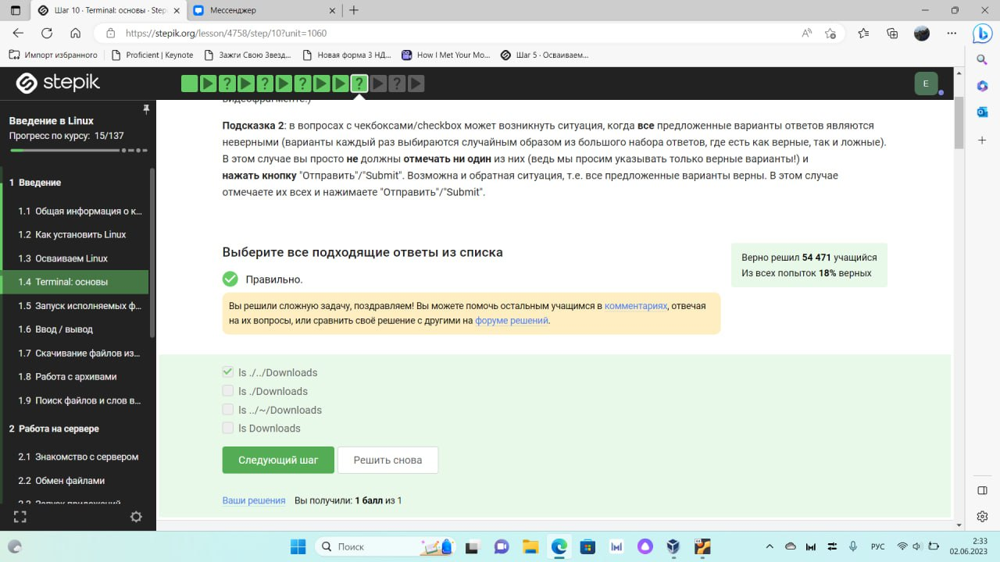 Шаг 10 · Terminal: основы · Step
Мессенджер
https://stepik.org/lesson/4758/step/10?unit=1060
Импорт избранного
Proficient | Keynote
Зажги Свою Звезд...
Новая форма 3 НД...
How I Met Your Mo...
Шаг 5 · Осваиваем...
stepik
E
Введение в Linux
Прогресс по курсу: 15/137
1 Введение
1.1 Общая информация о к...
1.2 Как установить Linux
1.3 Осваиваем Linux
1.4 Terminal: основы
1.5 Запуск исполняемых ф...
1.6 Ввод / вывод
1.7 Скачивание файлов из...
1.8 Работа с архивами
1.9 Поиск файлов и слов в...
2 Работа на сервере
2.1 Знакомство с сервером
2.2 Обмен файлами
2.3 Запуск приложений
видеофрагменте.)
Подсказка 2: в вопросах с чекбоксами/checkbox может возникнуть ситуация, когда все предложенные варианты ответов являются
неверными (варианты каждый раз выбираются случайным образом из большого набора ответов, где есть как верные, так и ложные).
В этом случае вы просто не должны отмечать ни один из них (ведь мы просим указывать только верные варианты!) и
нажать кнопку "Отправить"/"Submit". Возможна и обратная ситуация, т.е. все предложенные варианты верны. В этом случае
отмечаете их всех и нажимаете "Отправить"/"Submit".
Выберите все подходящие ответы из списка
Верно решил 54 471 учащийся
Из всех попыток 18% верных
Правильно.
Вы решили сложную задачу, поздравляем! Вы можете помочь остальным учащимся в комментариях, отвечая
на их вопросы, или сравнить своё решение с другими на форуме решений.
ls ./../Downloads
ls ./Downloads
ls ../~/Downloads
ls Downloads
Следующий шаг
Решить снова
Ваши решения Вы получили: 1 балл из 1
Поиск
РУС
2:33
02.06.2023